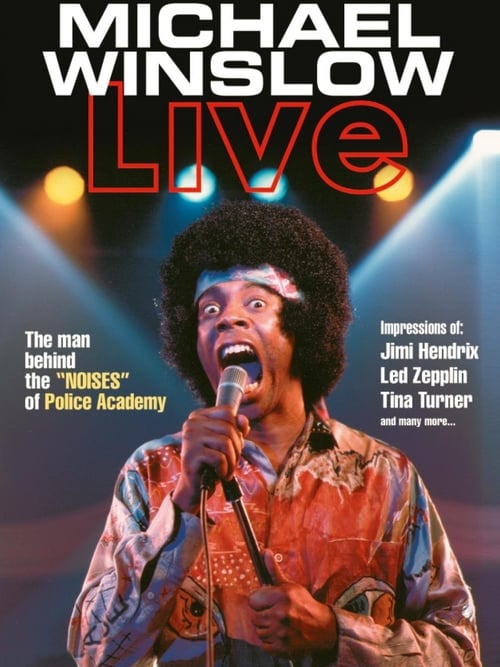 MICHAEL
WINSLOW
Live
The man
behind
the "NOISES"
of Police Academy
Impressions of:
Jimi Hendrix
Led Zepplin
Tina Turner
and many more...